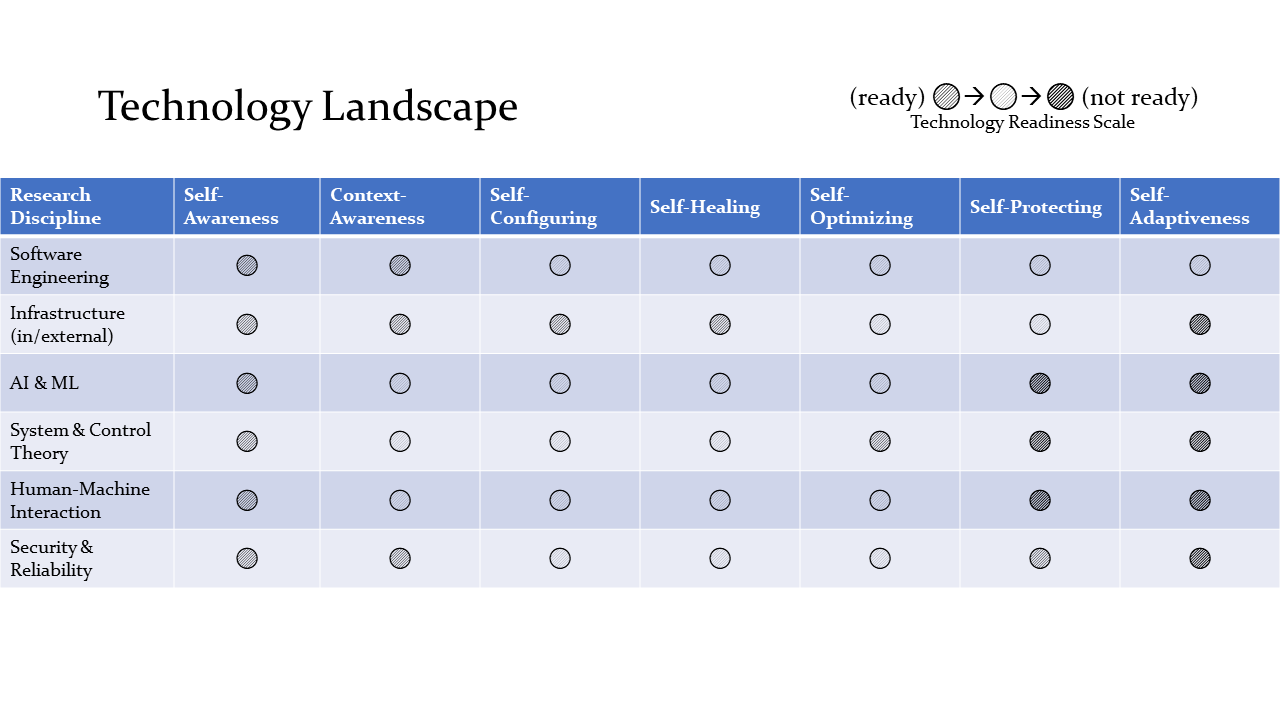 Technology Landscape
(ready) → → (not ready)
Technology Readiness Scale
Research
Discipline
Self-
Awareness
Context-
Awareness
Self-
Configuring
Self-Healing
Self-
Optimizing
Self-Protecting
Self-
Adaptiveness
Software
Engineering
Infrastructure
(in/external)
AI & ML
System & Control
Theory
Human-Machine
Interaction
Security &
Reliability